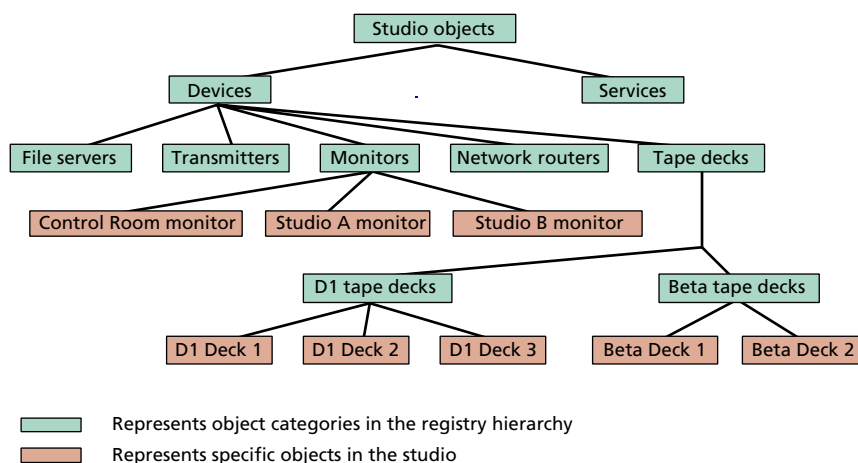 Studio objects
Devices
Services
File servers
Transmitters
Monitors
Network routers
Tape decks
Control Room monitor
Studio A monitor
Studio B monitor
D1 tape decks
Beta tape decks
D1 Deck 1
D1 Deck 2
D1 Deck 3
Beta Deck 1
Beta Deck 2
Represents object categories in the registry hierarchy
Represents specific objects in the studio